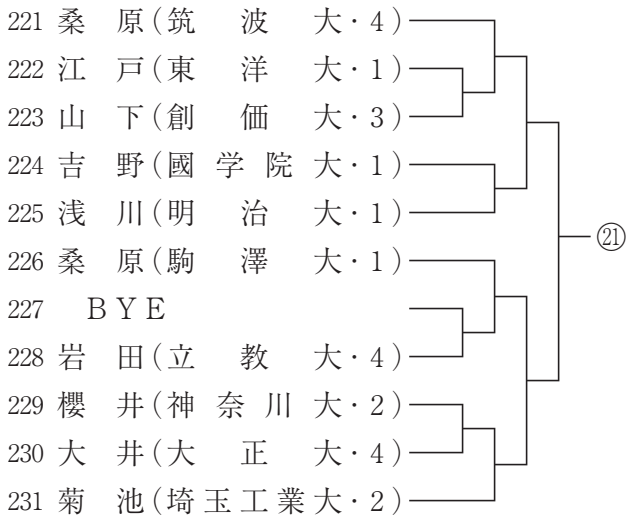 221 桑 原(筑 波 大・4)
222 江 戸(東 洋 大・1)
223 山 下(創 価 大・3)
224 吉 野(國 学 院 大・1)
225 浅 川(明 治 大・1)
㉑
226 桑 原(駒 澤 大・1)
227 BYE
228 岩 田(立 教 大・4)
229 櫻 井(神 奈 川 大・2)
230 大 井(大 正 大・4)
231 菊 池(埼玉工業大・2)